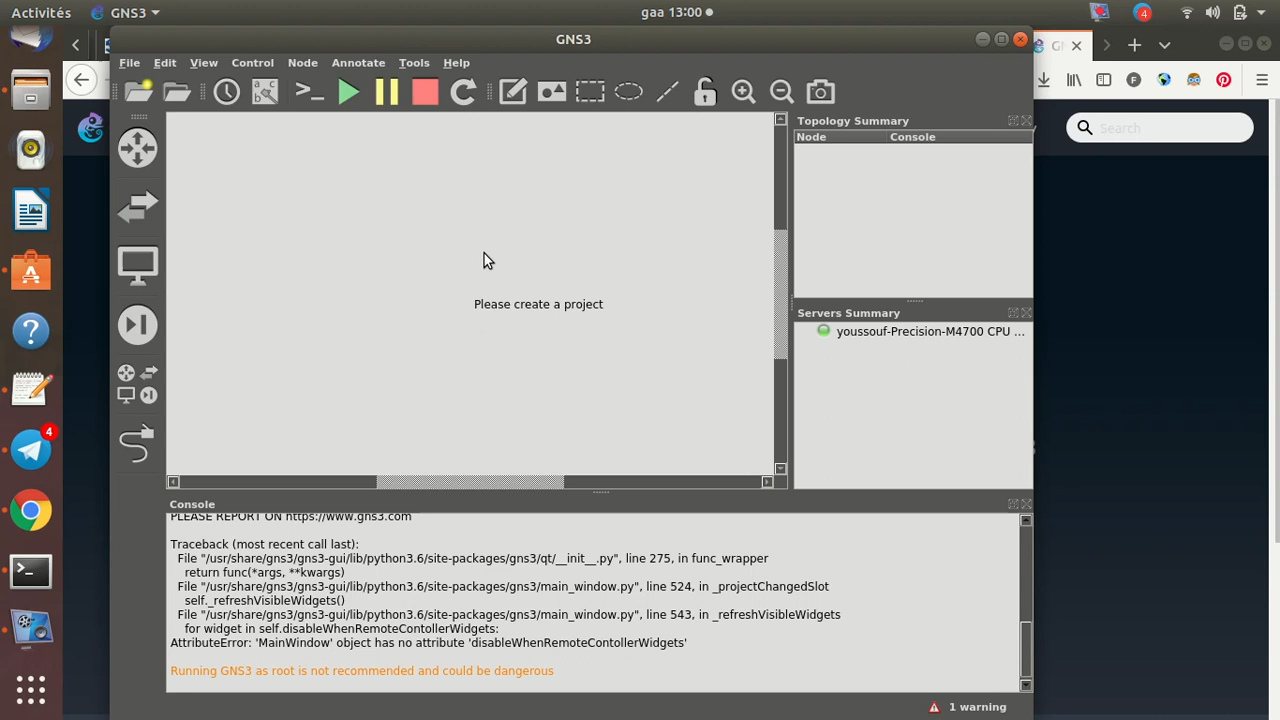 Activités GNS3 gaa 13:00 4
GNS3
File Edit View Control Node Annotate Tools Help
Search
Topology Summary
Node Console
Please create a project
Servers Summary
youssouf-Precision-M4700 CPU ...
4
Console
PLEASE REPORT ON https://www.gns3.com
Traceback (most recent call last):
File "/usr/share/gns3/gns3-gui/lib/python3.6/site-packages/gns3/qt/__init__.py", line 275, in func_wrapper
return func(*args, **kwargs)
File "/usr/share/gns3/gns3-gui/lib/python3.6/site-packages/gns3/main_window.py", line 524, in _projectChangedSlot
self._refreshVisibleWidgets()
File "/usr/share/gns3/gns3-gui/lib/python3.6/site-packages/gns3/main_window.py", line 543, in _refreshVisibleWidgets
for widget in self.disableWhenRemoteContollerWidgets:
AttributeError: 'MainWindow' object has no attribute 'disableWhenRemoteContollerWidgets'
Running GNS3 as root is not recommended and could be dangerous
1 warning